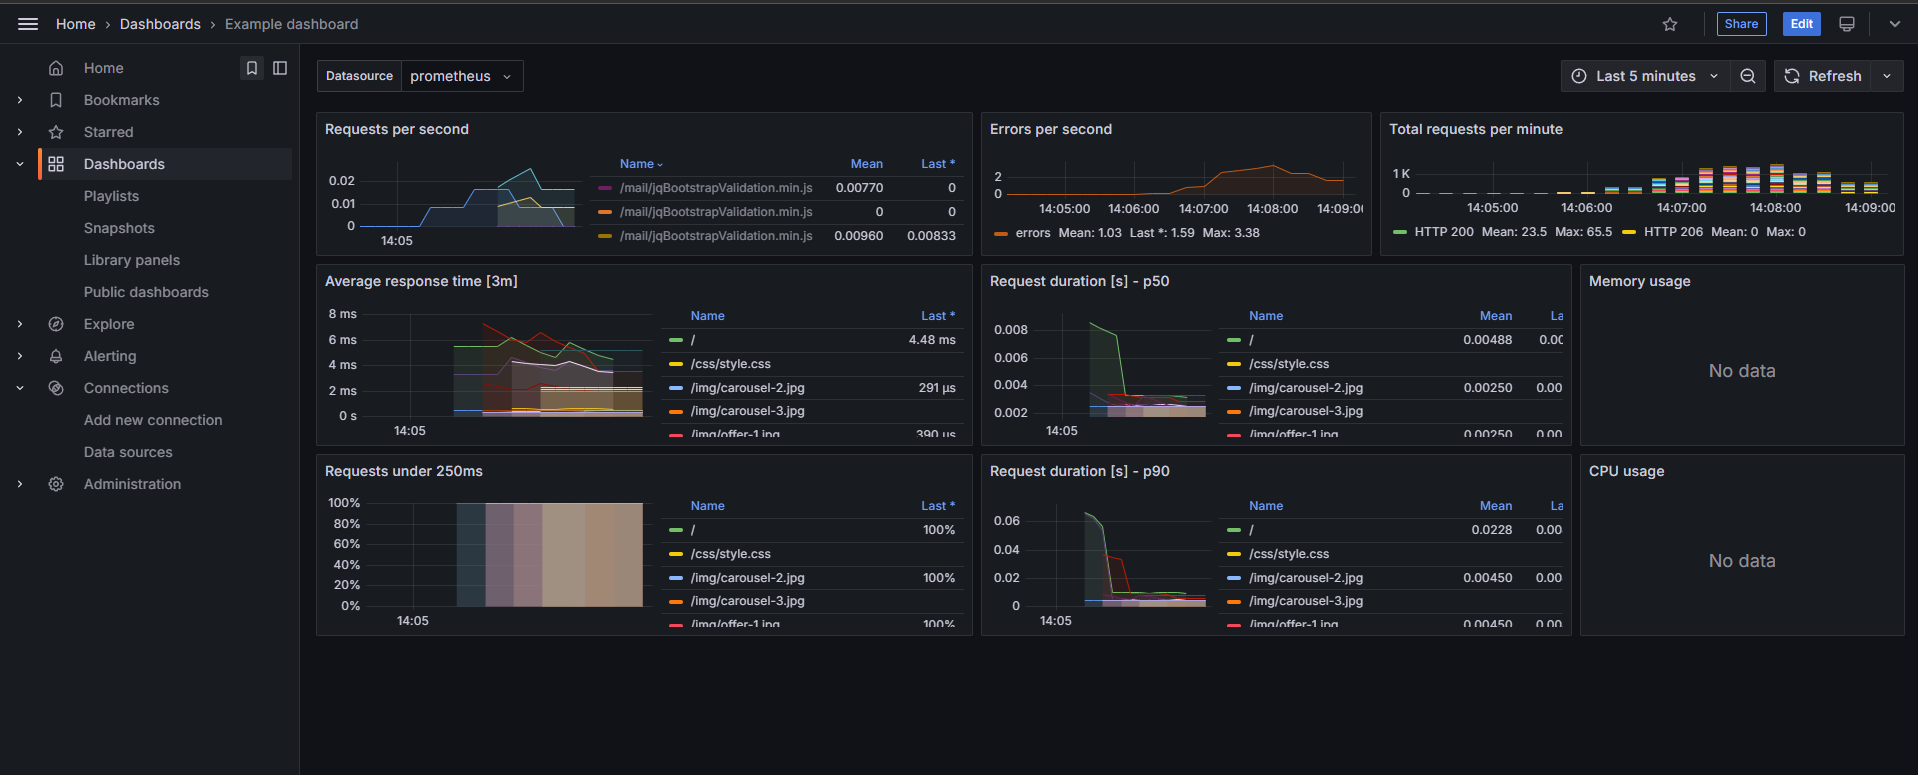 Home › Dashboards › Example dashboard
Share
Edit
Home
Bookmarks
Starred
Dashboards
Playlists
Snapshots
Library panels
Public dashboards
Explore
Alerting
Connections
Add new connection
Data sources
Administration
Datasource prometheus
Last 5 minutes
Refresh
Requests per second
0.02
0.01
0
14:05
Name Mean Last *
/mail/jqBootstrapValidation.min.js 0.00770 0
/mail/jqBootstrapValidation.min.js 0 0
/mail/jqBootstrapValidation.min.js 0.00960 0.00833
Errors per second
2
0
14:05:00 14:06:00 14:07:00 14:08:00 14:09:00
errors Mean: 1.03 Last *: 1.59 Max: 3.38
Total requests per minute
1 K
0
14:05:00 14:06:00 14:07:00 14:08:00 14:09:00
HTTP 200 Mean: 23.5 Max: 65.5 HTTP 206 Mean: 0 Max: 0
Average response time [3m]
8 ms
6 ms
4 ms
2 ms
0 s
14:05
Name Last *
/ 4.48 ms
/css/style.css
/img/carousel-2.jpg 291 µs
/img/carousel-3.jpg
/img/offer-1.jpg 390 µs
Request duration [s] - p50
0.008
0.006
0.004
0.002
14:05
Name Mean La
/ 0.00488 0.00
/css/style.css
/img/carousel-2.jpg 0.00250 0.00
/img/carousel-3.jpg
/img/offer-1.jpg 0.00250 0.00
Memory usage
No data
Requests under 250ms
100%
80%
60%
40%
20%
0%
14:05
Name Last *
/ 100%
/css/style.css
/img/carousel-2.jpg 100%
/img/carousel-3.jpg
/img/offer-1.jpg 100%
Request duration [s] - p90
0.06
0.04
0.02
0
14:05
Name Mean La
/ 0.0228 0.00
/css/style.css
/img/carousel-2.jpg 0.00450 0.00
/img/carousel-3.jpg
/img/offer-1.jpg 0.00450 0.00
CPU usage
No data